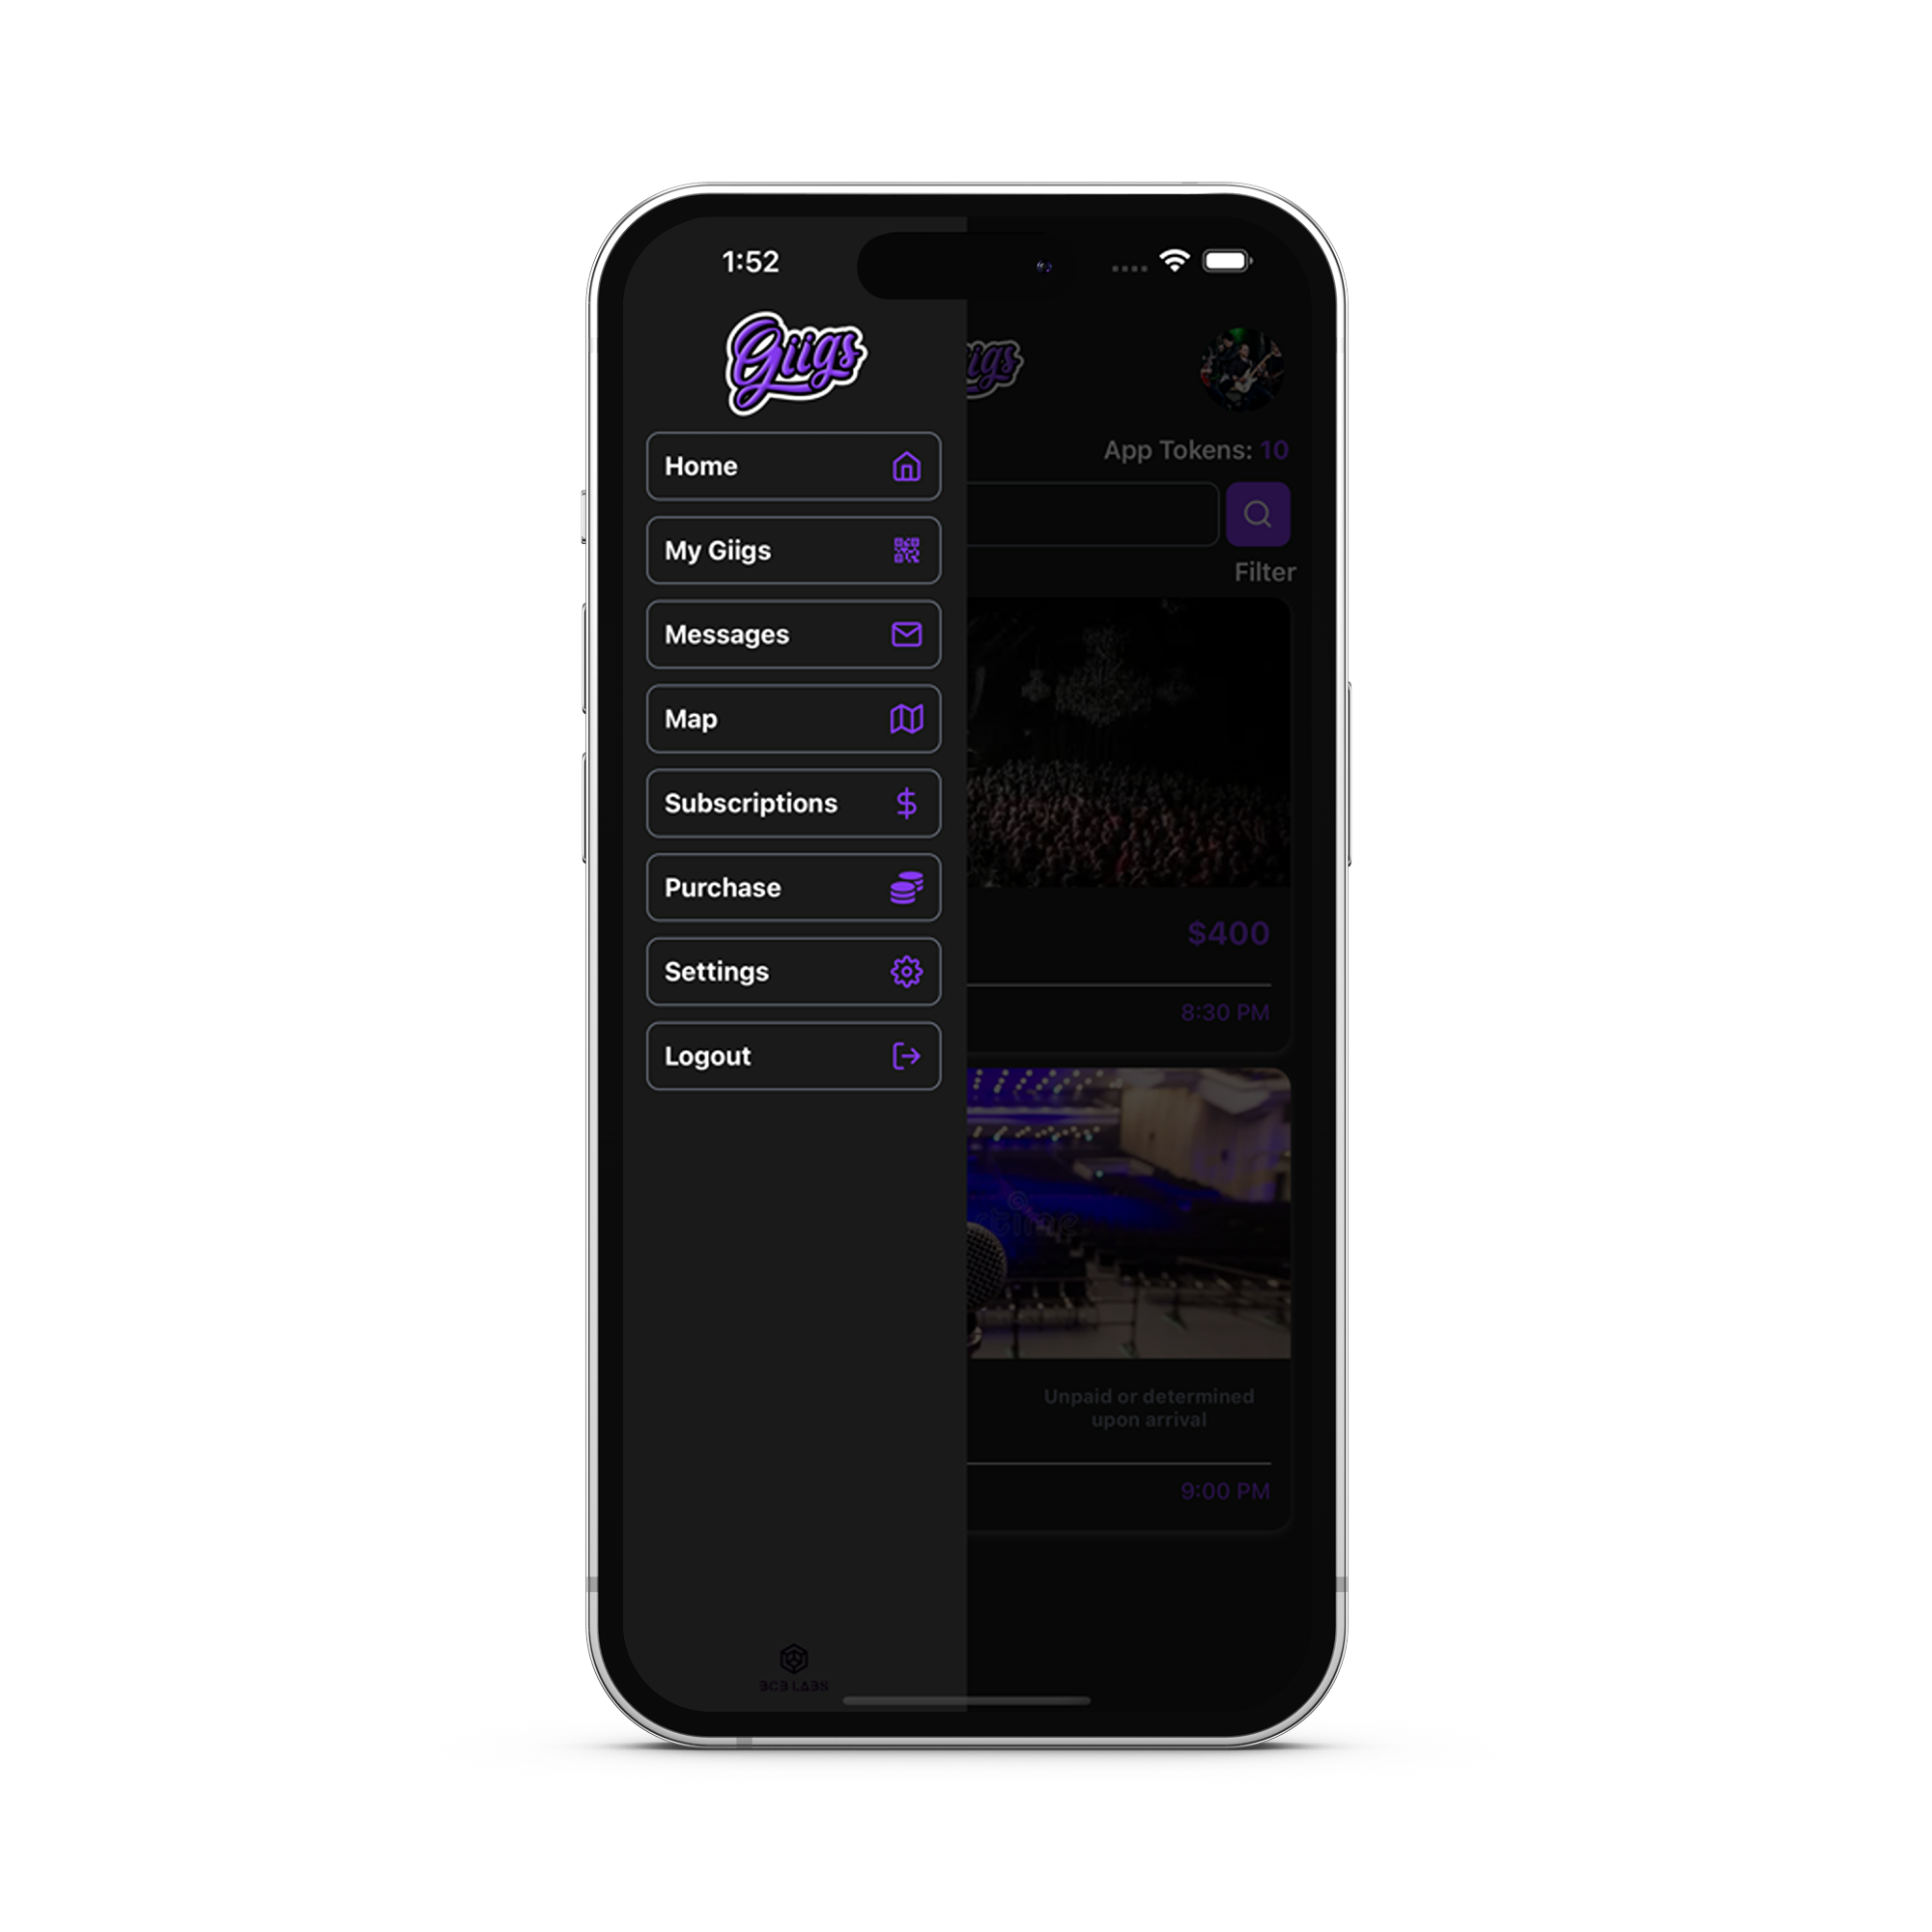 1:52
Giigs
iigs
App Tokens: 10
Filter
Home
My Giigs
Messages
Map
Subscriptions
Purchase
Settings
Logout
$400
8:30 PM
Unpaid or determined
upon arrival
9:00 PM
BCB LABS